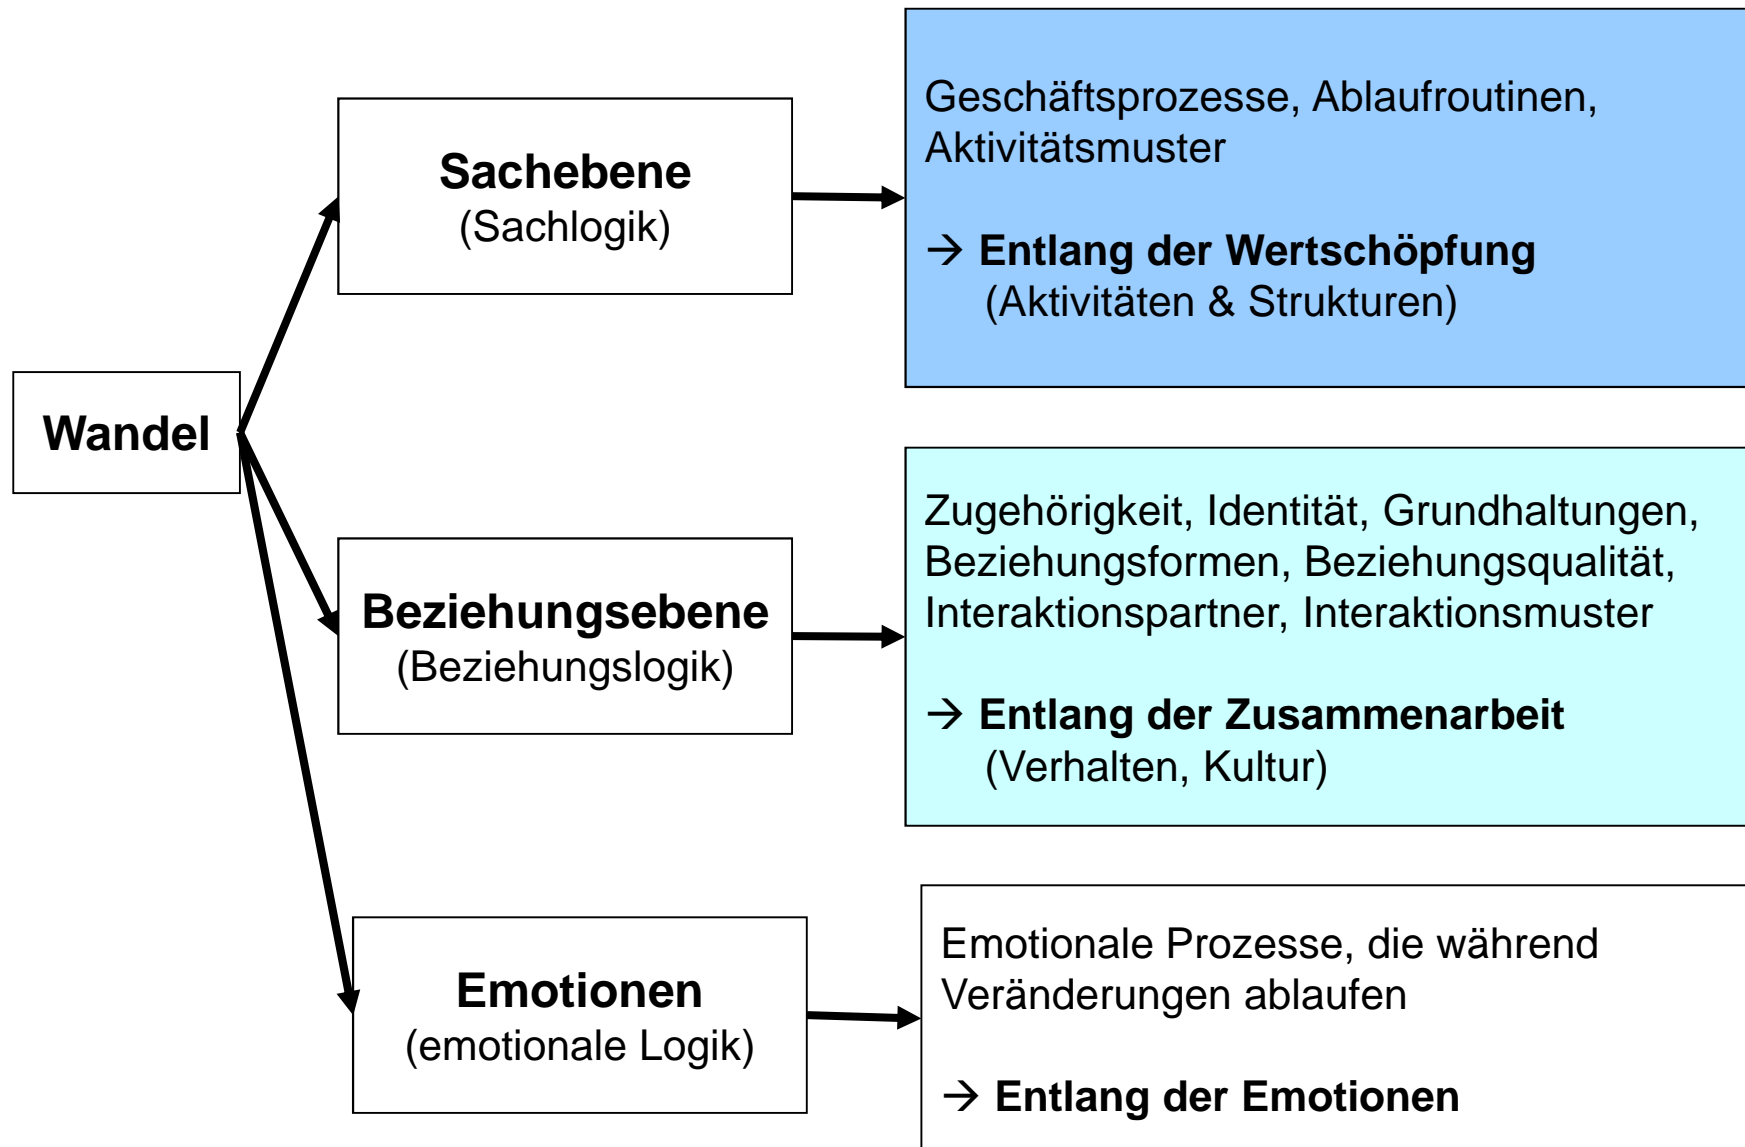 Wandel
Sachebene
(Sachlogik)
Geschäftsprozesse, Ablaufroutinen,
Aktivitätsmuster
→ Entlang der Wertschöpfung
(Aktivitäten & Strukturen)
Beziehungsebene
(Beziehungslogik)
Zugehörigkeit, Identität, Grundhaltungen,
Beziehungsformen, Beziehungsqualität,
Interaktionspartner, Interaktionsmuster
→ Entlang der Zusammenarbeit
(Verhalten, Kultur)
Emotionen
(emotionale Logik)
Emotionale Prozesse, die während
Veränderungen ablaufen
→ Entlang der Emotionen